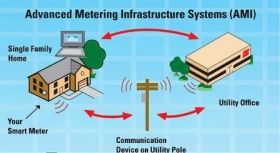 Advanced Metering Infrastructure Systems (AMI)
Single Family
Home
Utility Office
Your
Smart Meter
Communication
Device on Utility Pole